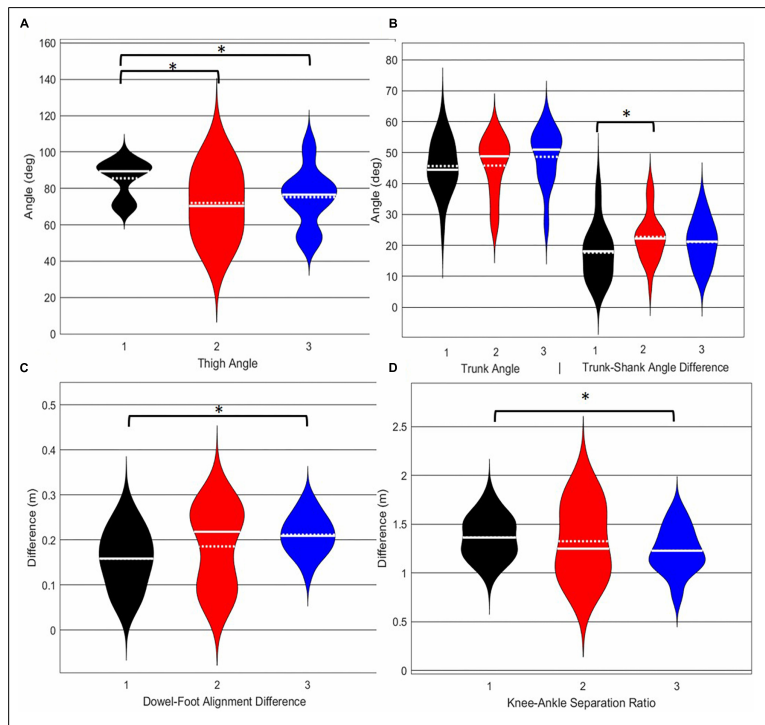 A
160
140
120
100
80
60
40
20
0
Angle (deg)
*
*
1 2 3
Thigh Angle
B
80
70
60
50
40
30
20
10
0
Angle (deg)
*
1 2 3 1 2 3
Trunk Angle | Trunk-Shank Angle Difference
C
0.5
0.4
0.3
0.2
0.1
0
Difference (m)
*
1 2 3
Dowel-Foot Alignment Difference
D
2.5
2
1.5
1
0.5
0
Difference (m)
*
1 2 3
Knee-Ankle Separation Ratio